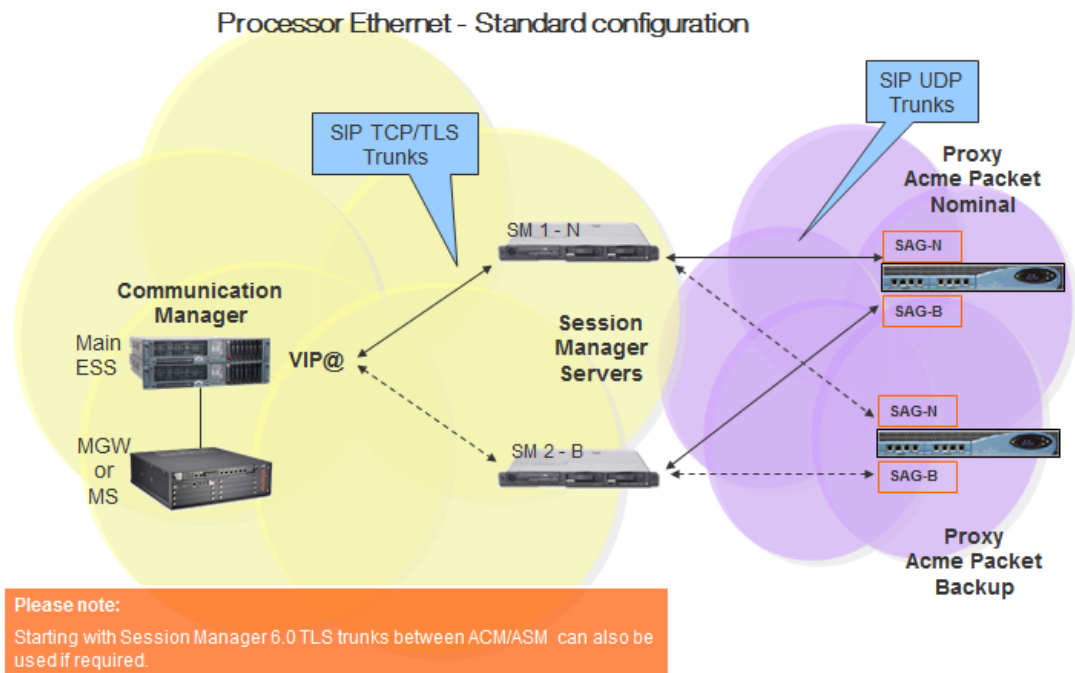 Processor Ethernet - Standard configuration
SIP UDP
Trunks
SIP TCP/TLS
Trunks
Proxy
Acme Packet
Nominal
SM 1 - N
SAG-N
SAG-B
Communication
Manager
Main
ESS
VIP@
Session
Manager
Servers
SAG-N
SAG-B
MGW
or
MS
SM 2 - B
Proxy
Acme Packet
Backup
Please note:
Starting with Session Manager 6.0 TLS trunks between ACM/ASM can also be
used if required.